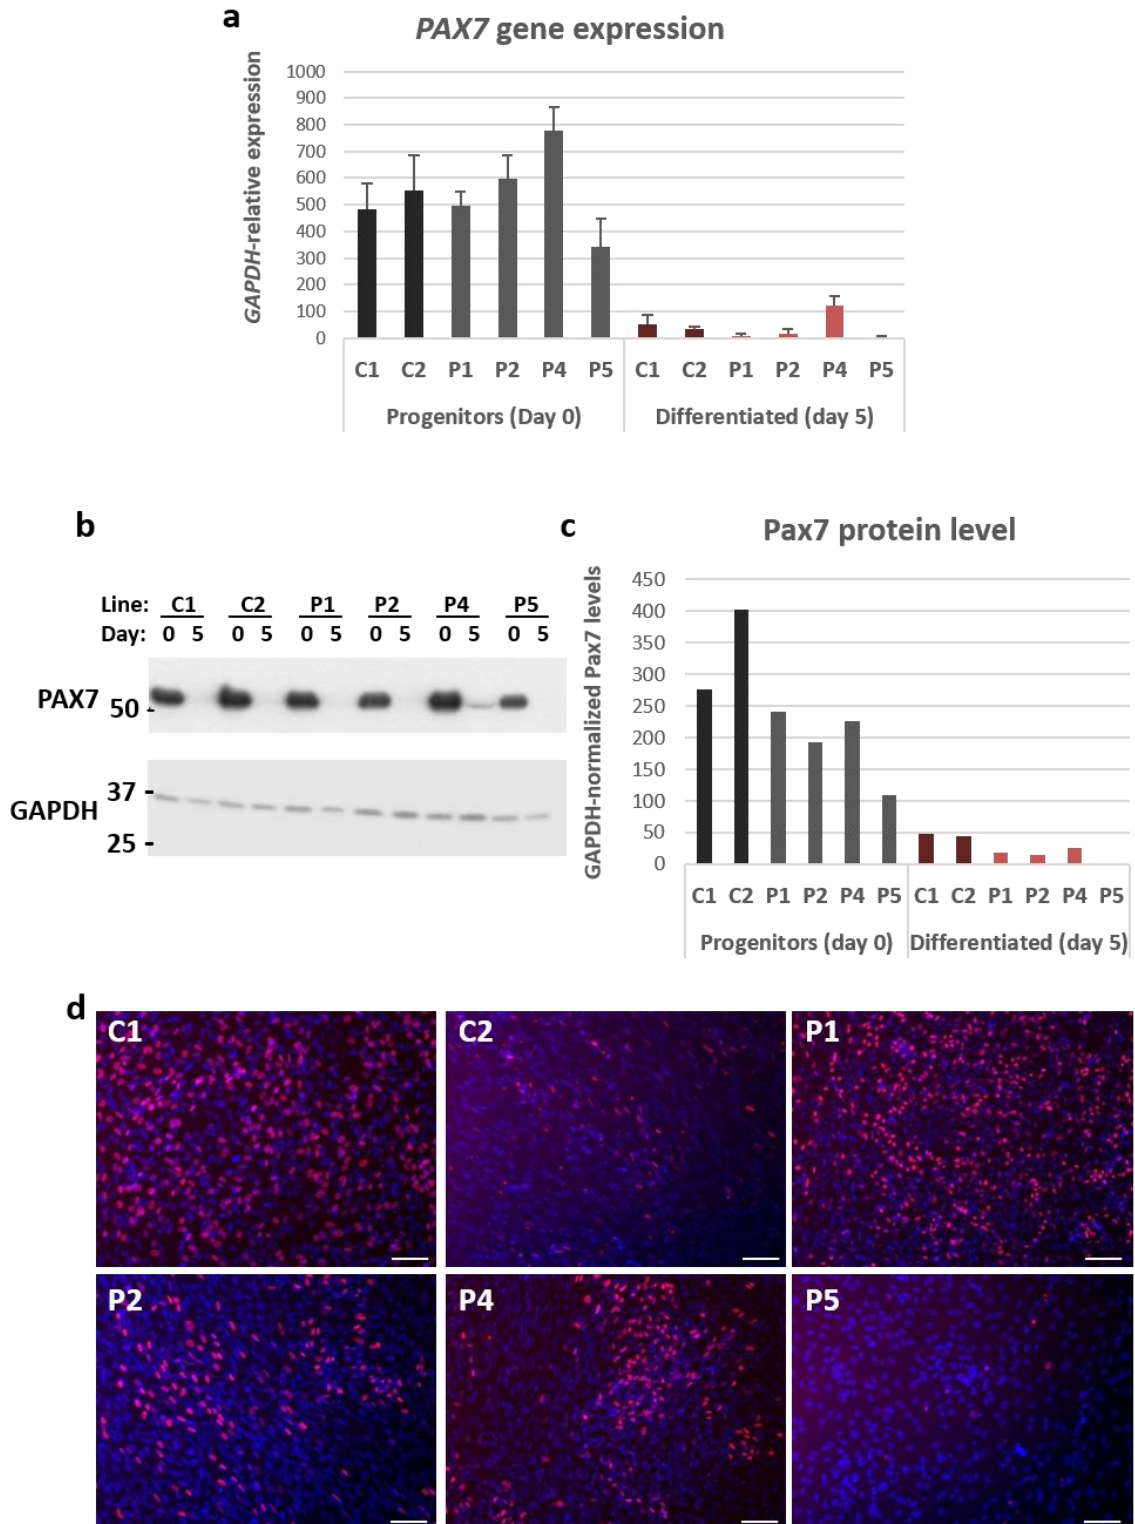 a
PAX7 gene expression
GAPDH-relative expression
1000
900
800
700
600
500
400
300
200
100
0
C1 C2 P1 P2 P4 P5 C1 C2 P1 P2 P4 P5
Progenitors (Day 0) Differentiated (day 5)
b
Line: C1 C2 P1 P2 P4 P5
Day: 0 5 0 5 0 5 0 5 0 5 0 5
PAX7
50 -
37 -
GAPDH
25 -
c
Pax7 protein level
GAPDH-normalized Pax7 levels
450
400
350
300
250
200
150
100
50
0
C1 C2 P1 P2 P4 P5 C1 C2 P1 P2 P4 P5
Progenitors (day 0) Differentiated (day 5)
d
C1 C2 P1
P2 P4 P5